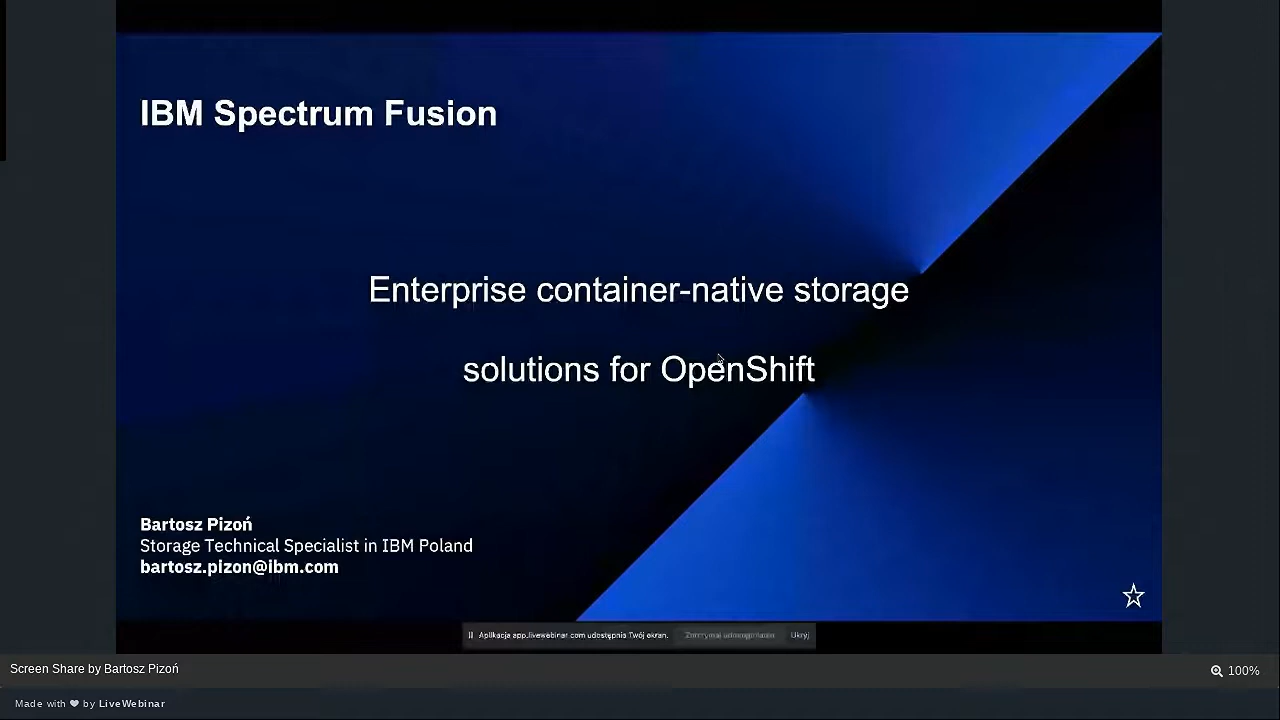 IBM Spectrum Fusion
Enterprise container-native storage
solutions for OpenShift
Bartosz Pizoń
Storage Technical Specialist in IBM Poland
bartosz.pizon@ibm.com
Aplikacja app.livewebinar.com udostępnia Twój ekran.
Zatrzymaj udostępnianie
Ukryj
Screen Share by Bartosz Pizoń
100%
Made with by LiveWebinar